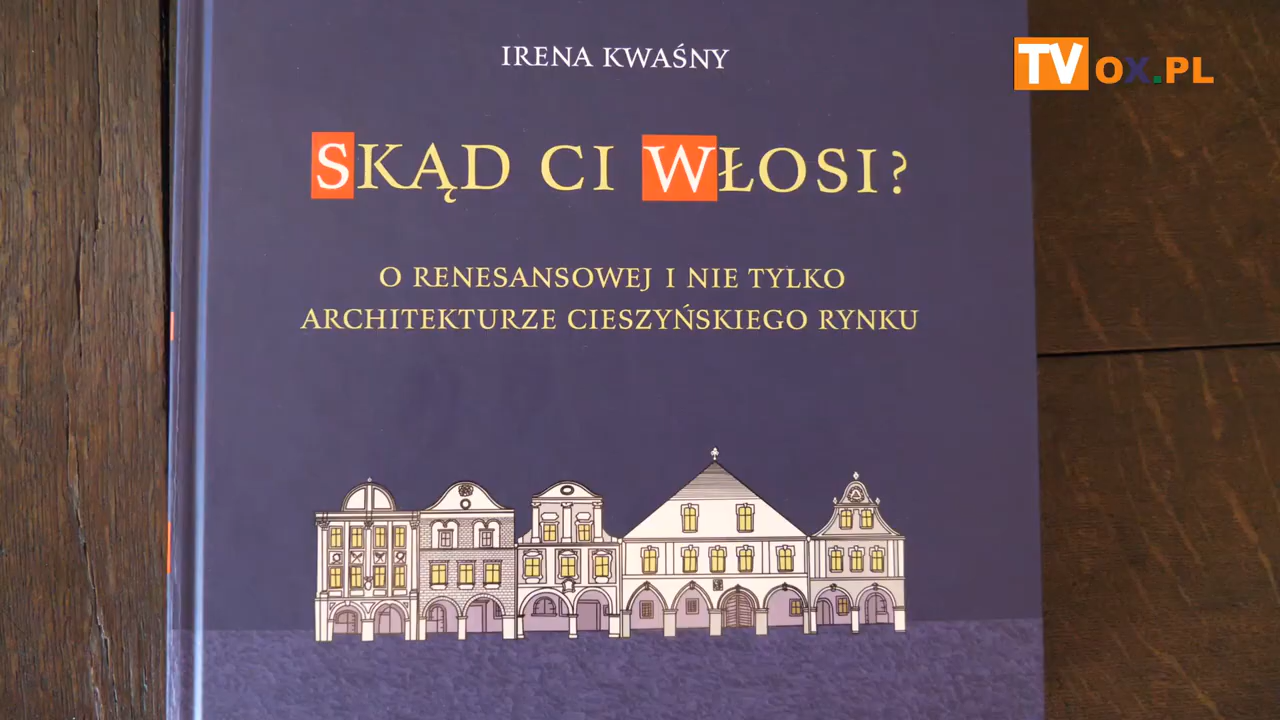 IRENA KWAŚNY
TVOX.PL
SKĄD CI WŁOSI?
O RENESANSOWEJ I NIE TYLKO
ARCHITEKTURZE CIESZYŃSKIEGO RYNKU